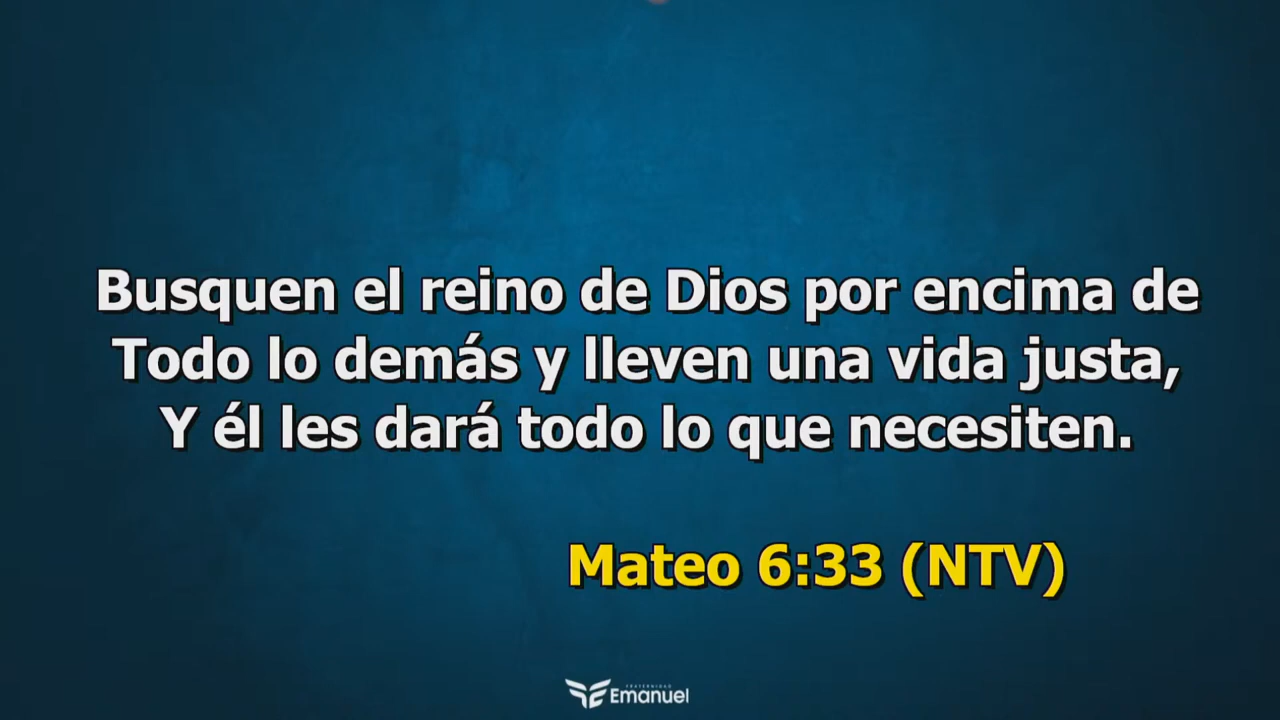 Busquen el reino de Dios por encima de
Todo lo demás y lleven una vida justa,
Y él les dará todo lo que necesiten.
Mateo 6:33 (NTV)
FRATERNIDAD
Emanuel